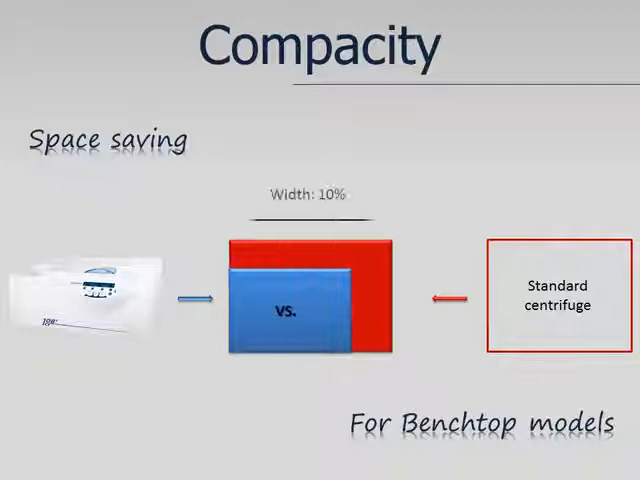 Compacity
Space saving
Width: 10%
vs.
Standard
centrifuge
For Benchtop models